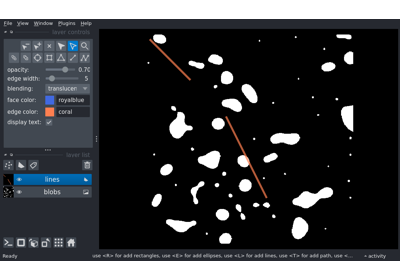 File View Window Plugins Help
layer controls
opacity: 0.70
edge width: 5
blending: translucen
face color: royalblue
edge color: coral
display text:
layer list
lines
blobs
Ready use <R> for add rectangles, use <E> for add ellipses, use <L> for add lines, use <T> for add path, use <... activity